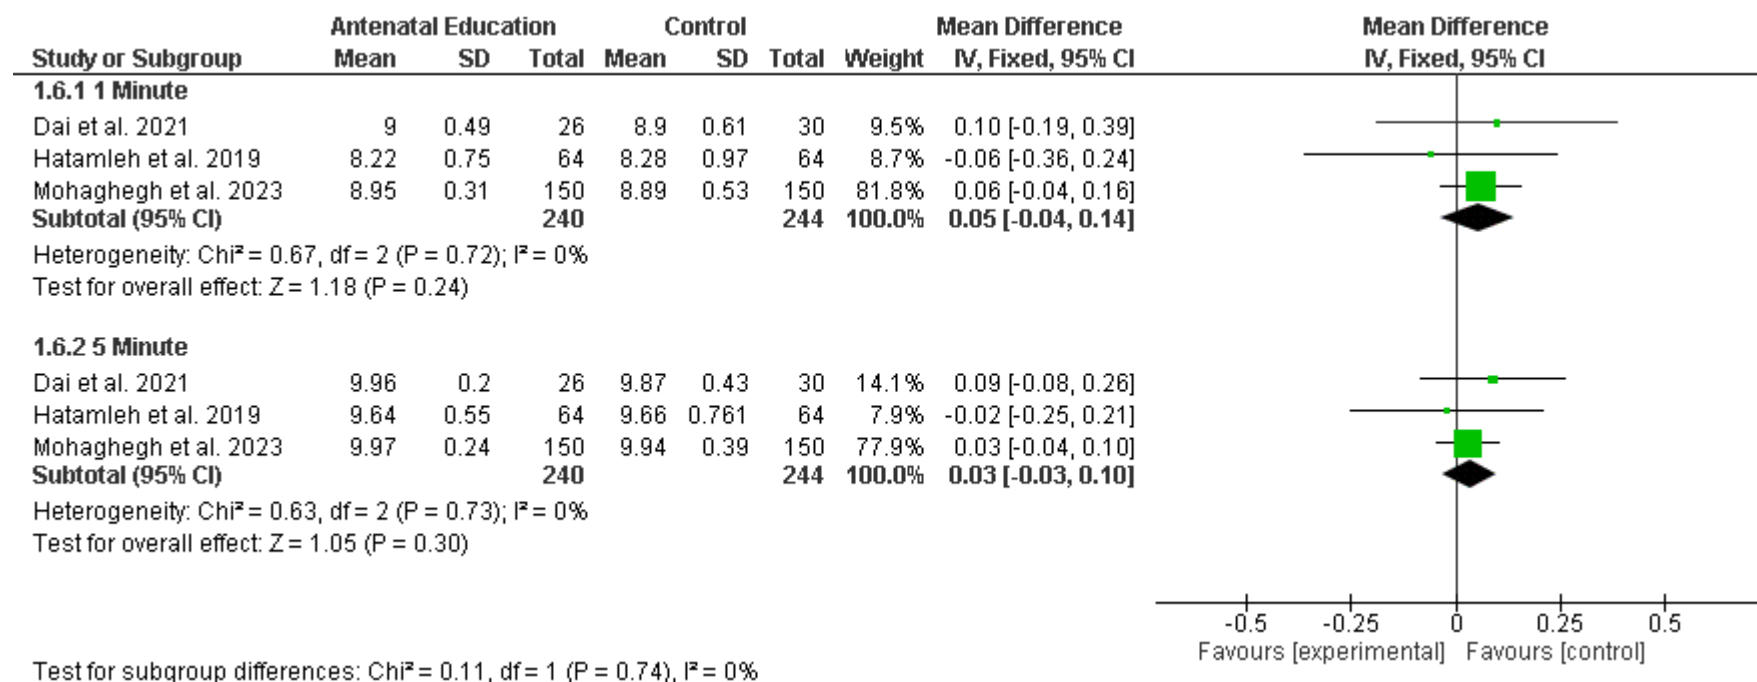 Antenatal Education Control Mean Difference Mean Difference
Study or Subgroup Mean SD Total Mean SD Total Weight IV, Fixed, 95% CI IV, Fixed, 95% CI
1.6.1 1 Minute
Dai et al. 2021 9 0.49 26 8.9 0.61 30 9.5% 0.10 [-0.19, 0.39]
Hatamleh et al. 2019 8.22 0.75 64 8.28 0.97 64 8.7% -0.06 [-0.36, 0.24]
Mohaghegh et al. 2023 8.95 0.31 150 8.89 0.53 150 81.8% 0.06 [-0.04, 0.16]
Subtotal (95% CI) 240 244 100.0% 0.05 [-0.04, 0.14]
Heterogeneity: Chi² = 0.67, df = 2 (P = 0.72); I² = 0%
Test for overall effect: Z = 1.18 (P = 0.24)
1.6.2 5 Minute
Dai et al. 2021 9.96 0.2 26 9.87 0.43 30 14.1% 0.09 [-0.08, 0.26]
Hatamleh et al. 2019 9.64 0.55 64 9.66 0.761 64 7.9% -0.02 [-0.25, 0.21]
Mohaghegh et al. 2023 9.97 0.24 150 9.94 0.39 150 77.9% 0.03 [-0.04, 0.10]
Subtotal (95% CI) 240 244 100.0% 0.03 [-0.03, 0.10]
Heterogeneity: Chi² = 0.63, df = 2 (P = 0.73); I² = 0%
Test for overall effect: Z = 1.05 (P = 0.30)
-0.5 -0.25 0 0.25 0.5
Favours [experimental] Favours [control]
Test for subgroup differences: Chi² = 0.11, df = 1 (P = 0.74), I² = 0%